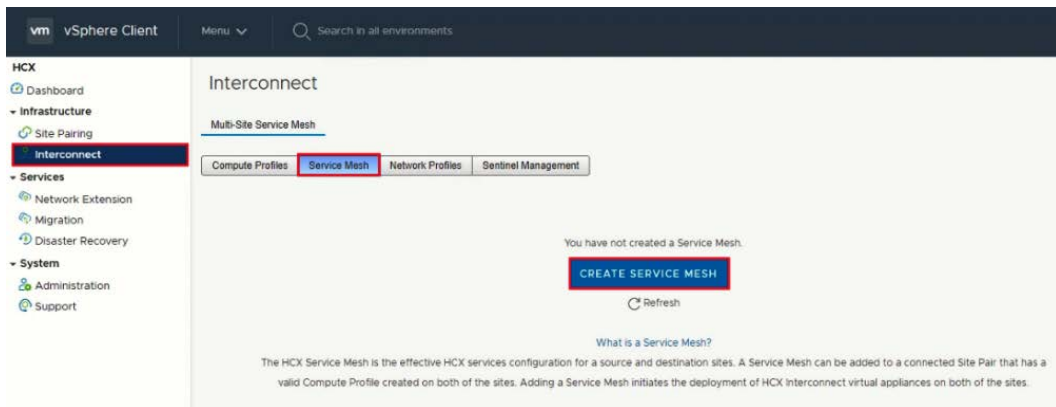 vm vSphere Client Menu Search in all environments
HCX
Dashboard
Infrastructure
Site Pairing
Interconnect
Services
Network Extension
Migration
Disaster Recovery
System
Administration
Support
Interconnect
Multi-Site Service Mesh
Compute Profiles Service Mesh Network Profiles Sentinel Management
You have not created a Service Mesh.
CREATE SERVICE MESH
Refresh
What is a Service Mesh?
The HCX Service Mesh is the effective HCX services configuration for a source and destination sites. A Service Mesh can be added to a connected Site Pair that has a
valid Compute Profile created on both of the sites. Adding a Service Mesh initiates the deployment of HCX Interconnect virtual appliances on both of the sites.